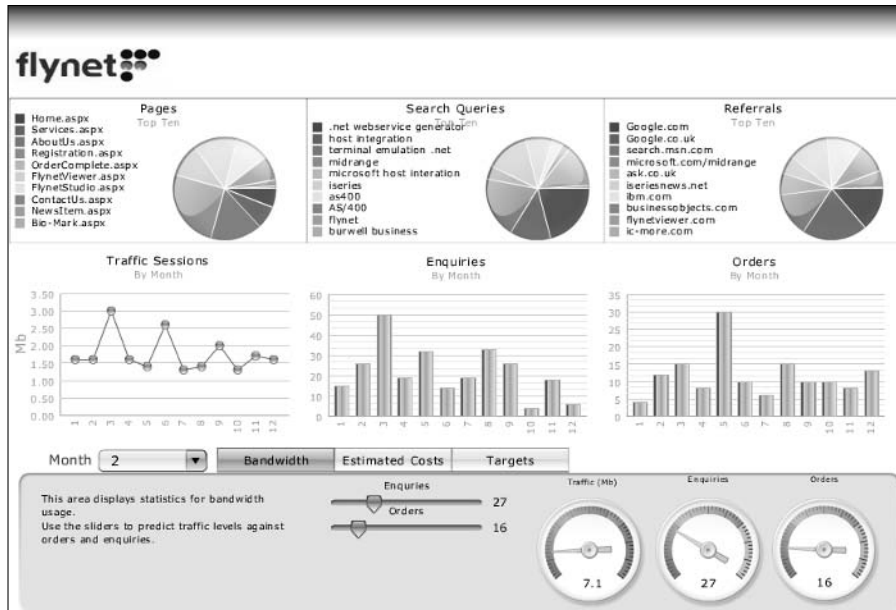 flynet
Pages
Top Ten
Home.aspx
Services.aspx
AboutUs.aspx
Registration.aspx
OrderComplete.aspx
FlynetViewer.aspx
FlynetStudio.aspx
ContactUs.aspx
NewsItem.aspx
Bio-Mark.aspx
Search Queries
Top Ten
.net webservice generator
host integration
terminal emulation .net
midrange
microsoft host interation
iseries
as400
AS/400
flynet
burwell business
Referrals
Top Ten
Google.com
Google.co.uk
search.msn.com
microsoft.com/midrange
ask.co.uk
iseriesnews.net
ibm.com
businessobjects.com
flynetviewer.com
ic-more.com
Traffic Sessions
By Month
Mb
3.50
3.00
2.50
2.00
1.50
1.00
0.50
0.00
1 2 3 4 5 6 7 8 9 10 11 12
Enquiries
By Month
60
50
40
30
20
10
0
1 2 3 4 5 6 7 8 9 10 11 12
Orders
By Month
35
30
25
20
15
10
5
0
1 2 3 4 5 6 7 8 9 10 11 12
Month 2 Bandwidth Estimated Costs Targets
This area displays statistics for bandwidth
usage.
Use the sliders to predict traffic levels against
orders and enquiries.
Enquries
27
Orders
16
Traffic (Mb)
7.1
Enquiries
27
Orders
16